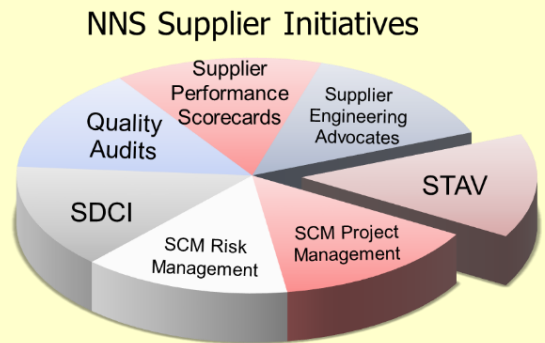 NNS Supplier Initiatives
Supplier
Performance
Scorecards
Supplier
Engineering
Advocates
Quality
Audits
STAV
SDCI
SCM Risk
Management
SCM Project
Management